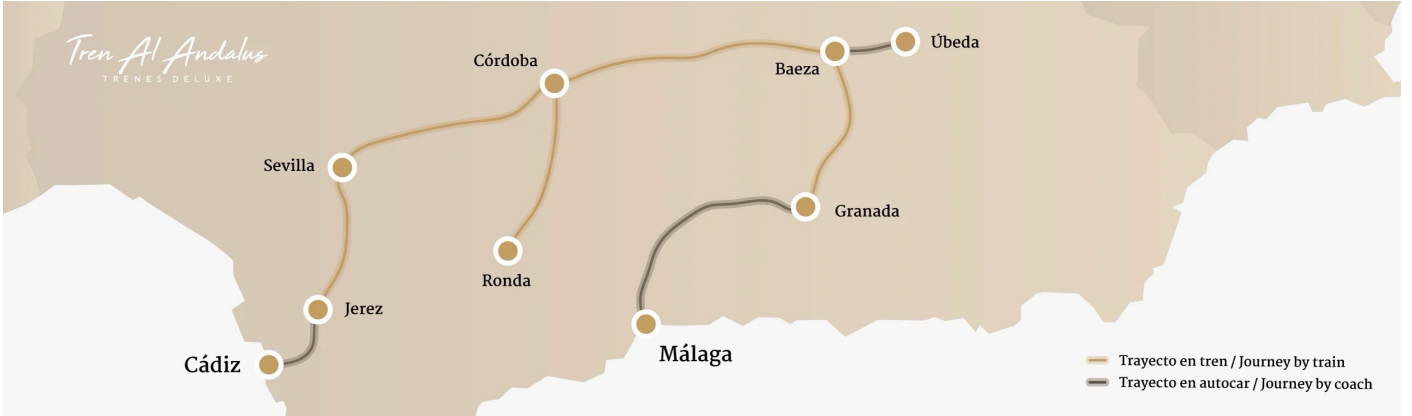 Tren Al Andalus
TRENES DELUXE
Córdoba
Baeza
Úbeda
Sevilla
Granada
Ronda
Jerez
Cádiz
Málaga
Trayecto en tren / Journey by train
Trayecto en autocar / Journey by coach